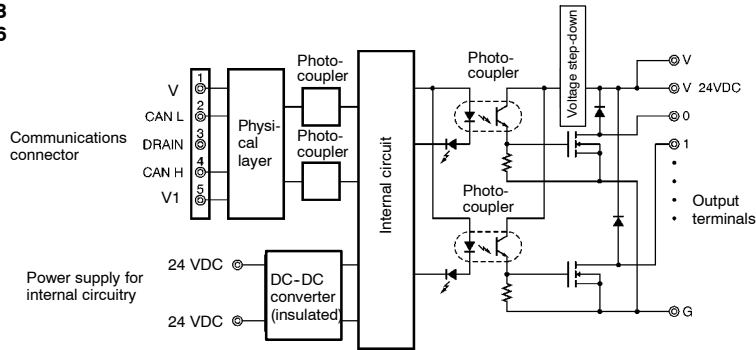 3
6
Photo-
coupler
Photo-
coupler
Voltage step-down
V
V 24VDC
0
1
Output
terminals
G
Communications
connector
V
CAN L
DRAIN
CAN H
V1
1
2
3
4
5
Physi-
cal
layer
Photo-
coupler
Internal circuit
Photo-
coupler
Power supply for
internal circuitry
24 VDC
24 VDC
DC-DC
converter
(insulated)